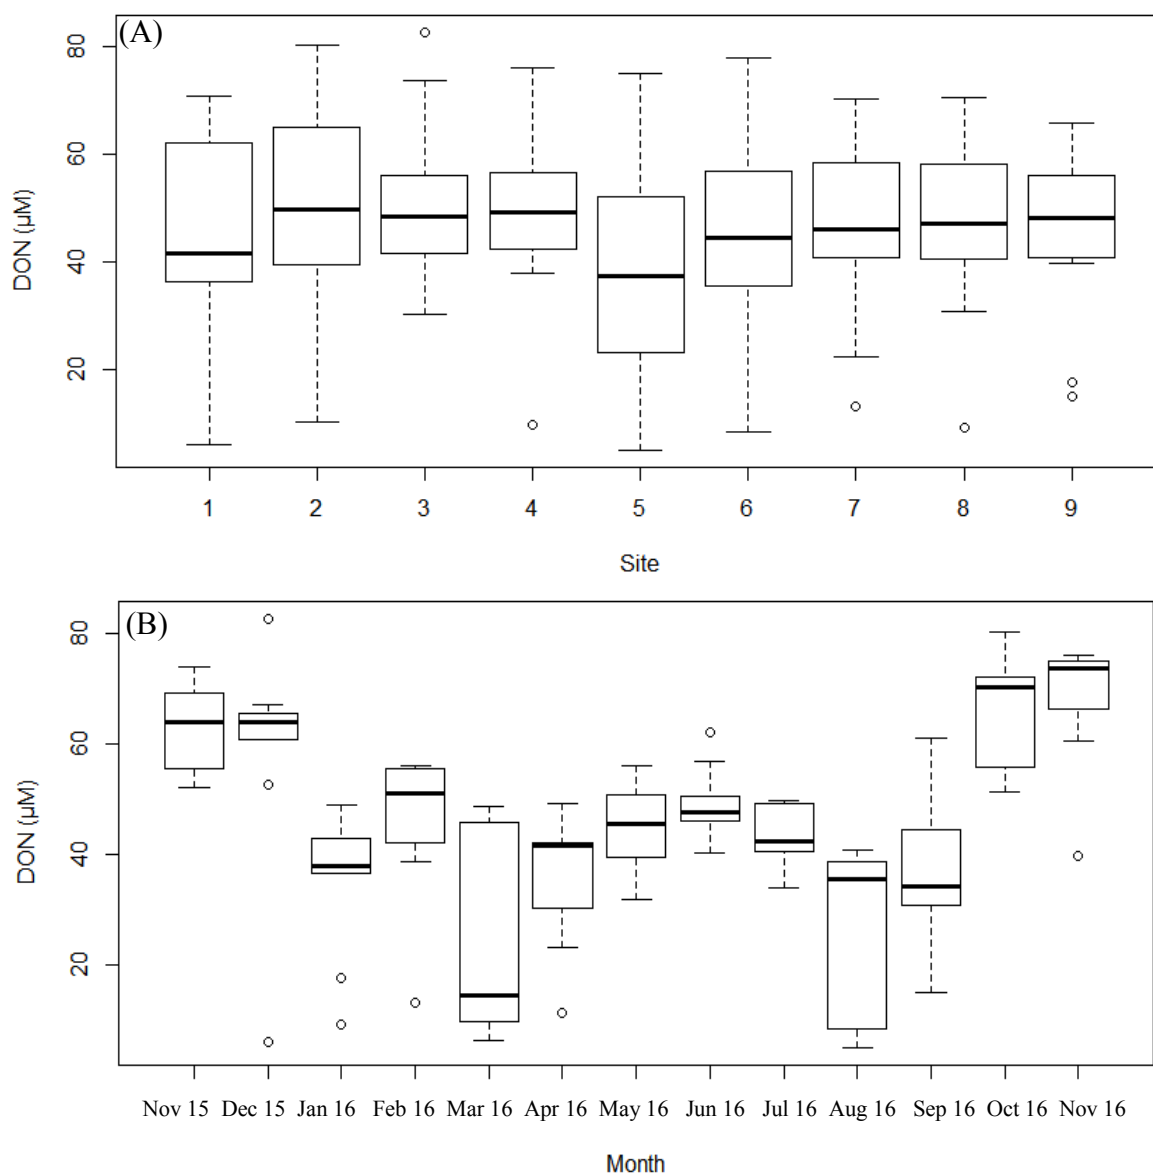 (A)
80
60
40
20
DON (µM)
1 2 3 4 5 6 7 8 9
Site
(B)
80
60
40
20
DON (µM)
Nov 15 Dec 15 Jan 16 Feb 16 Mar 16 Apr 16 May 16 Jun 16 Jul 16 Aug 16 Sep 16 Oct 16 Nov 16
Month